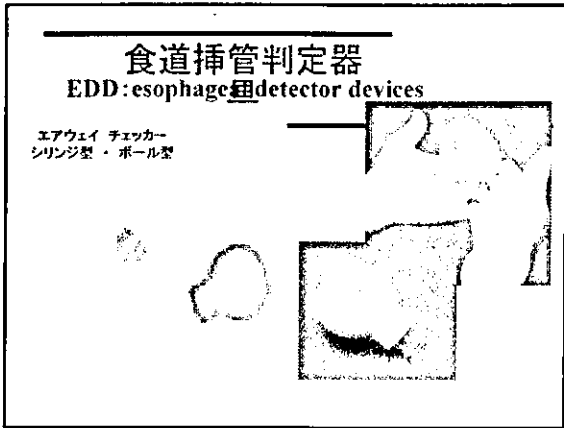 食道挿管判定器
EDD:esophageal detector devices
エアウェイ チェッカー
シリンジ型 ・ ボール型